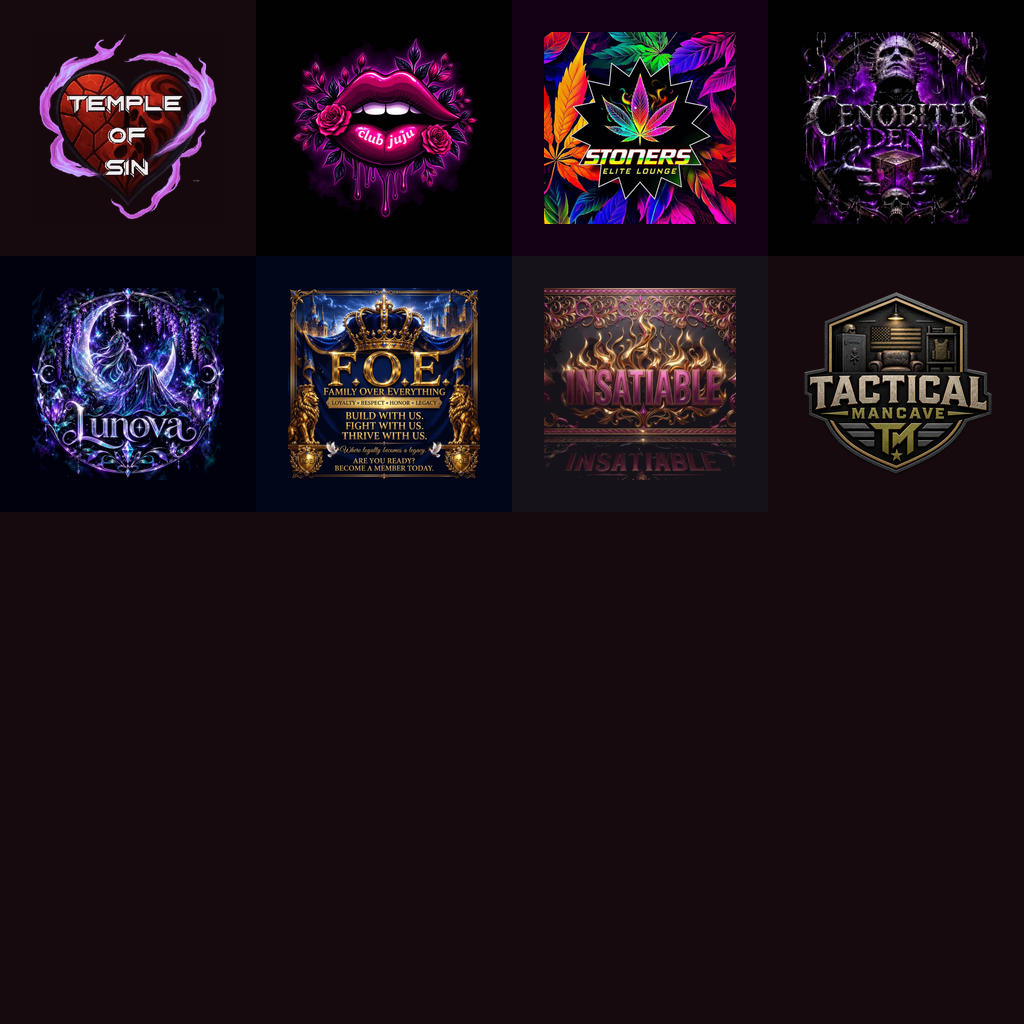 TEMPLE
OF
SIN
club juju
STONERS
ELITE LOUNGE
CENOBITES
DEN
Lunova
F.O.E.
FAMILY OVER EVERYTHING
LOYALTY • RESPECT • HONOR • LEGACY
BUILD WITH US.
FIGHT WITH US.
THRIVE WITH US.
Where loyalty becomes a legacy.
ARE YOU READY?
BECOME A MEMBER TODAY.
INSATIABLE
INSATIABLE
TACTICAL
MANCAVE
TM